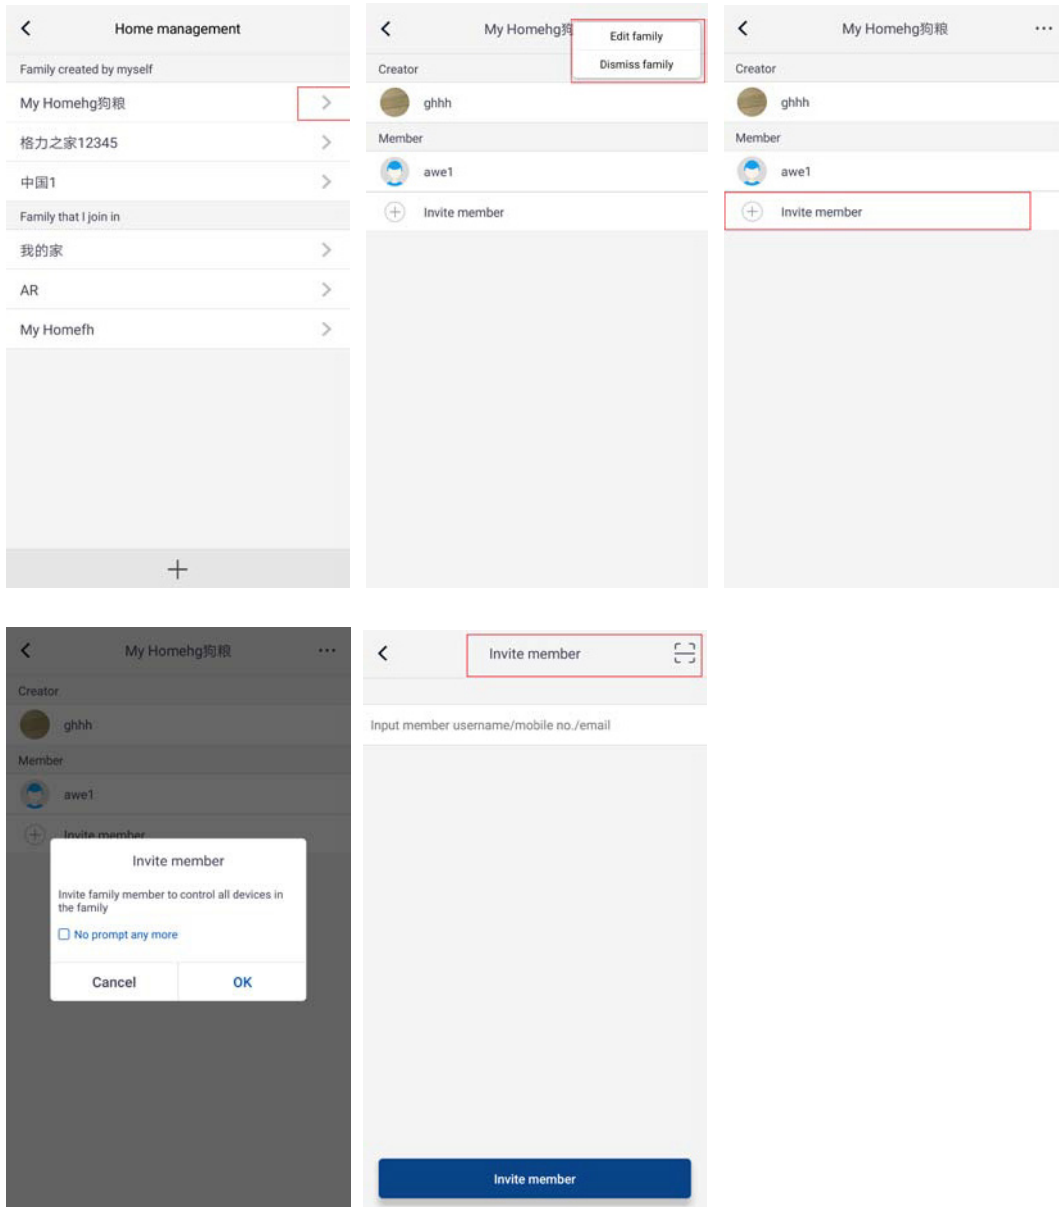 Home management
Family created by myself
My Homehg狗粮
格力之家12345
中国1
Family that I join in
我的家
AR
My Homefh
My Homehg狗
Edit family
Dismiss family
Creator
ghhh
Member
awe1
Invite member
My Homehg狗粮
Creator
ghhh
Member
awe1
Invite member
My Homehg狗粮
Creator
ghhh
Member
awe1
Invite member
Invite member
Invite family member to control all devices in
the family
No prompt any more
Cancel
OK
Invite member
Input member username/mobile no./email
Invite member